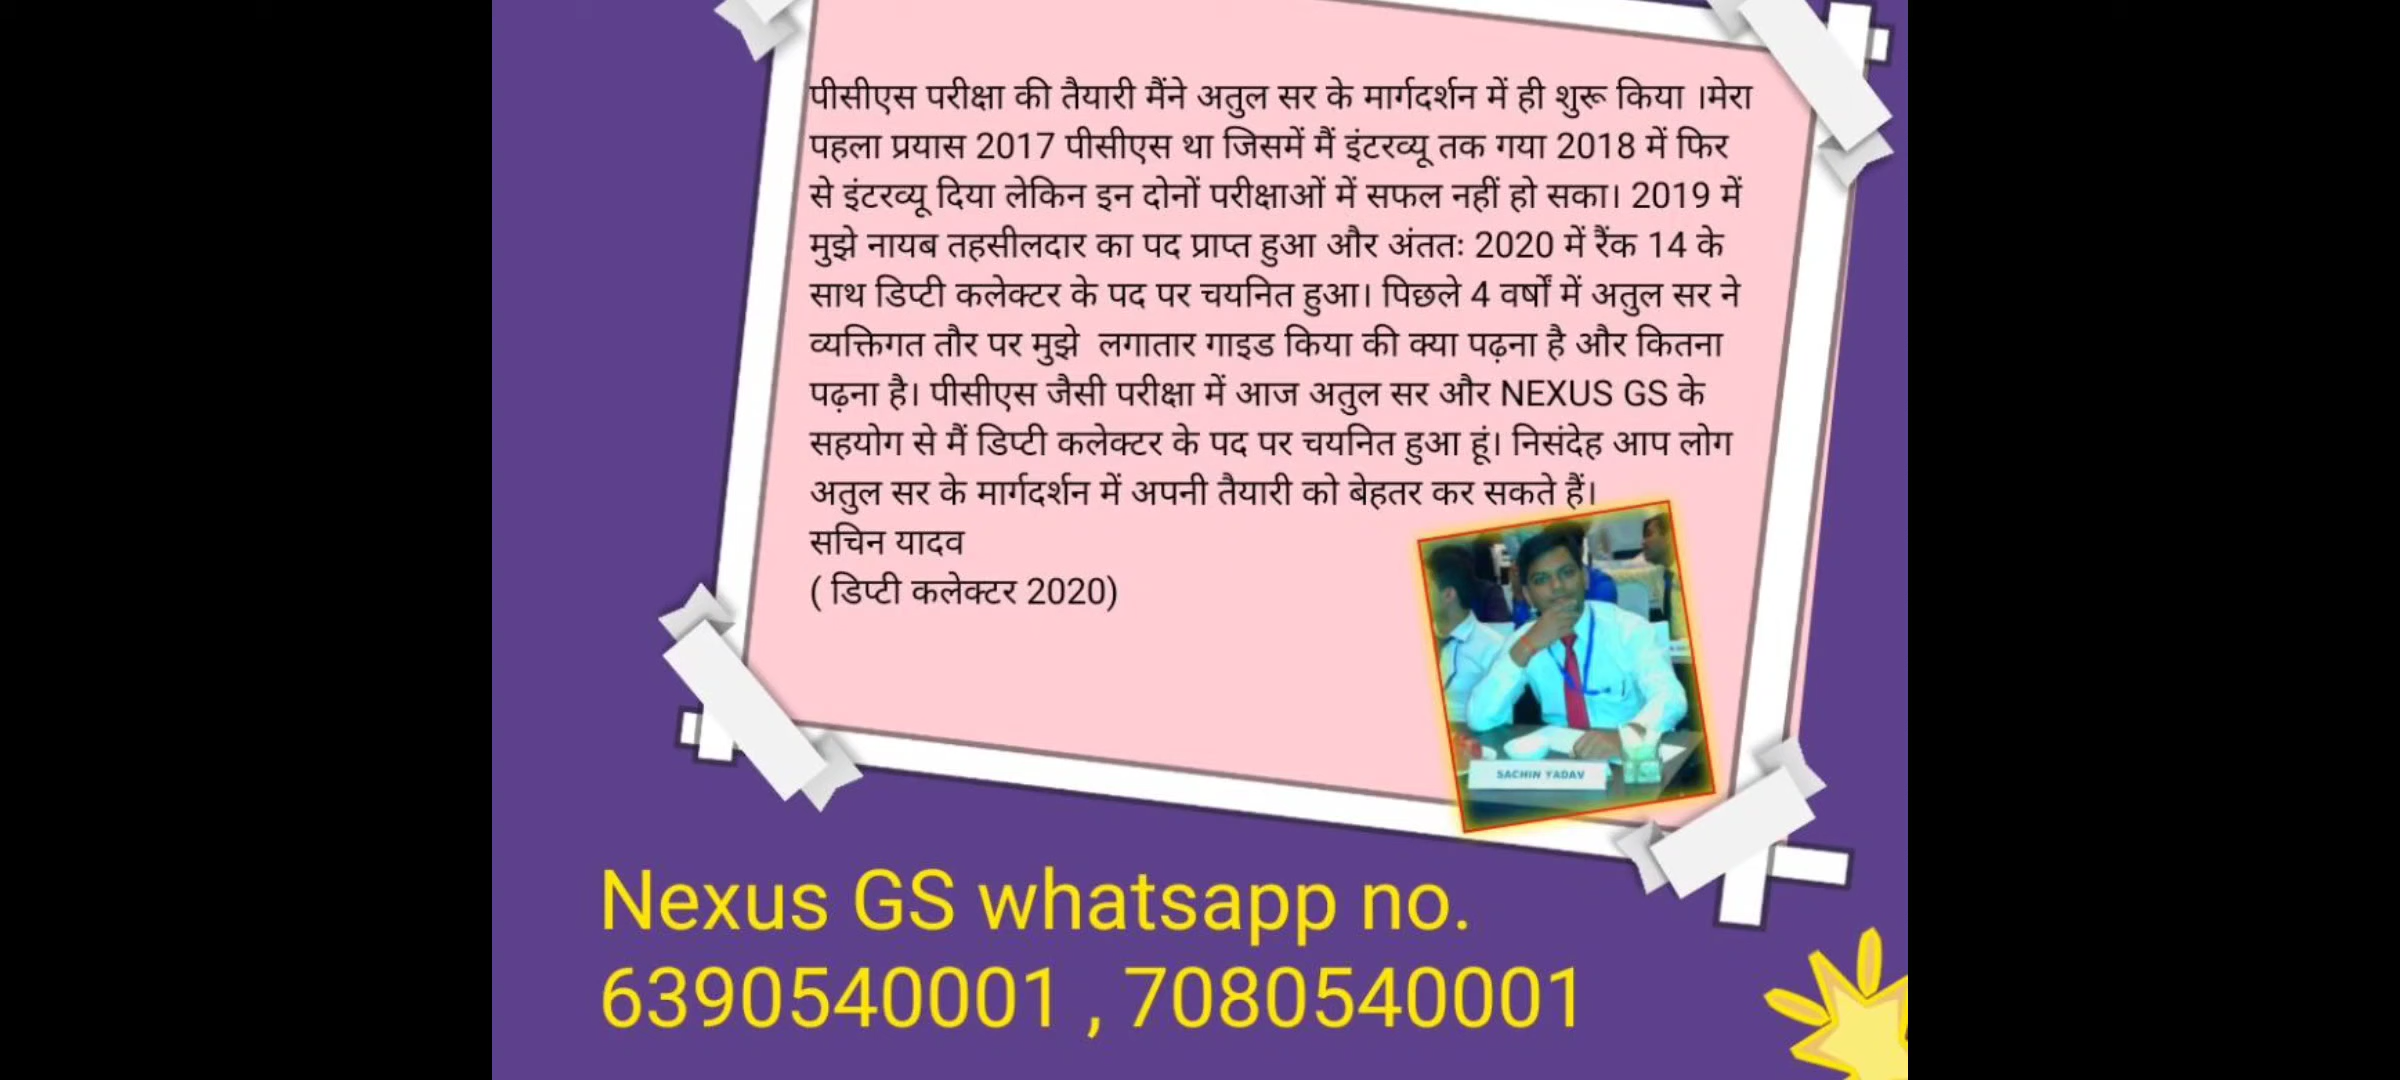 पीसीएस परीक्षा की तैयारी मैंने अतुल सर के मार्गदर्शन में ही शुरू किया ।मेरा
पहला प्रयास 2017 पीसीएस था जिसमें मैं इंटरव्यू तक गया 2018 में फिर
से इंटरव्यू दिया लेकिन इन दोनों परीक्षाओं में सफल नहीं हो सका। 2019 में
मुझे नायब तहसीलदार का पद प्राप्त हुआ और अंततः 2020 में रैंक 14 के
साथ डिप्टी कलेक्टर के पद पर चयनित हुआ। पिछले 4 वर्षों में अतुल सर ने
व्यक्तिगत तौर पर मुझे  लगातार गाइड किया की क्या पढ़ना है और कितना
पढ़ना है। पीसीएस जैसी परीक्षा में आज अतुल सर और NEXUS GS के
सहयोग से मैं डिप्टी कलेक्टर के पद पर चयनित हुआ हूं। निसंदेह आप लोग
अतुल सर के मार्गदर्शन में अपनी तैयारी को बेहतर कर सकते हैं।
सचिन यादव
( डिप्टी कलेक्टर 2020)
SACHIN YADAV
Nexus GS whatsapp no.
6390540001 , 7080540001